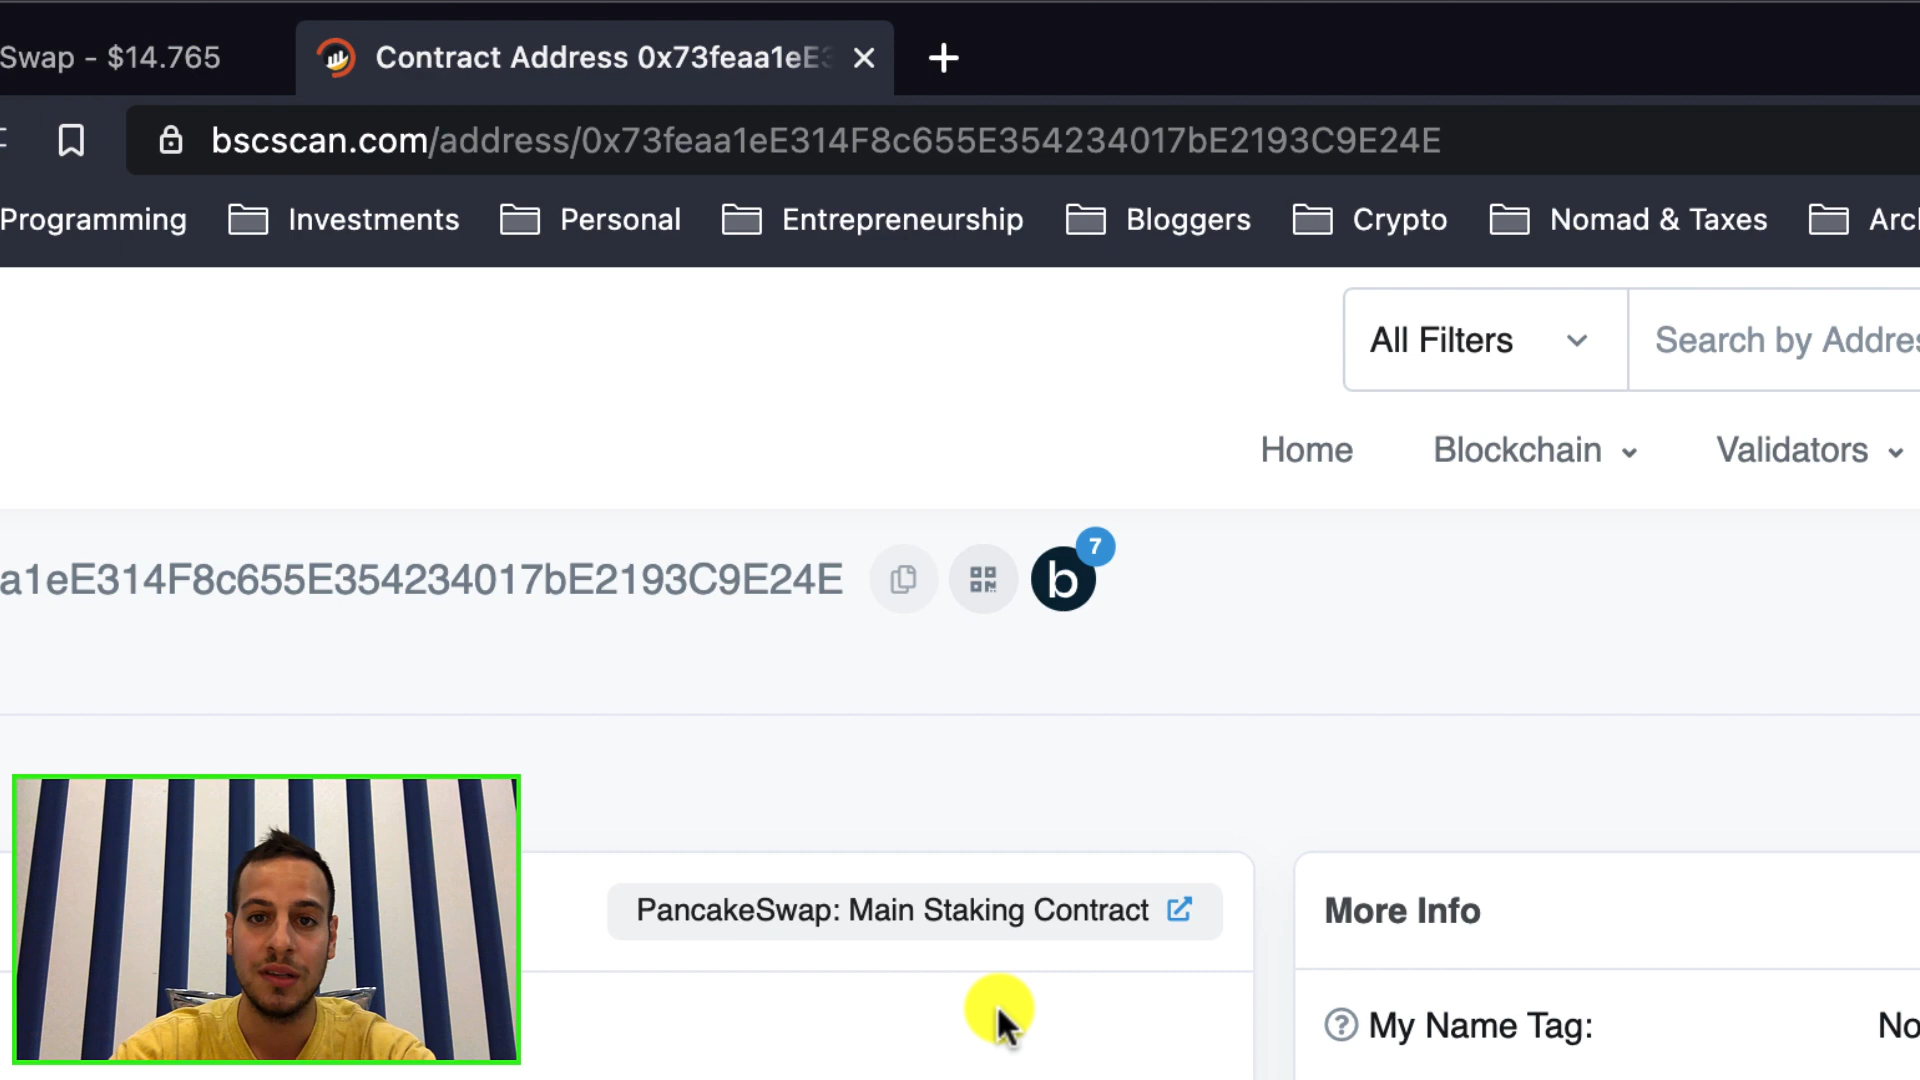 Swap - $14.765
Contract Address 0x73feaa1eE
bscscan.com/address/0x73feaa1eE314F8c655E354234017bE2193C9E24E
Programming Investments Personal Entrepreneurship Bloggers Crypto Nomad & Taxes Arc
All Filters Search by Addres
Home Blockchain Validators
a1eE314F8c655E354234017bE2193C9E24E b 7
PancakeSwap: Main Staking Contract
More Info
My Name Tag: No